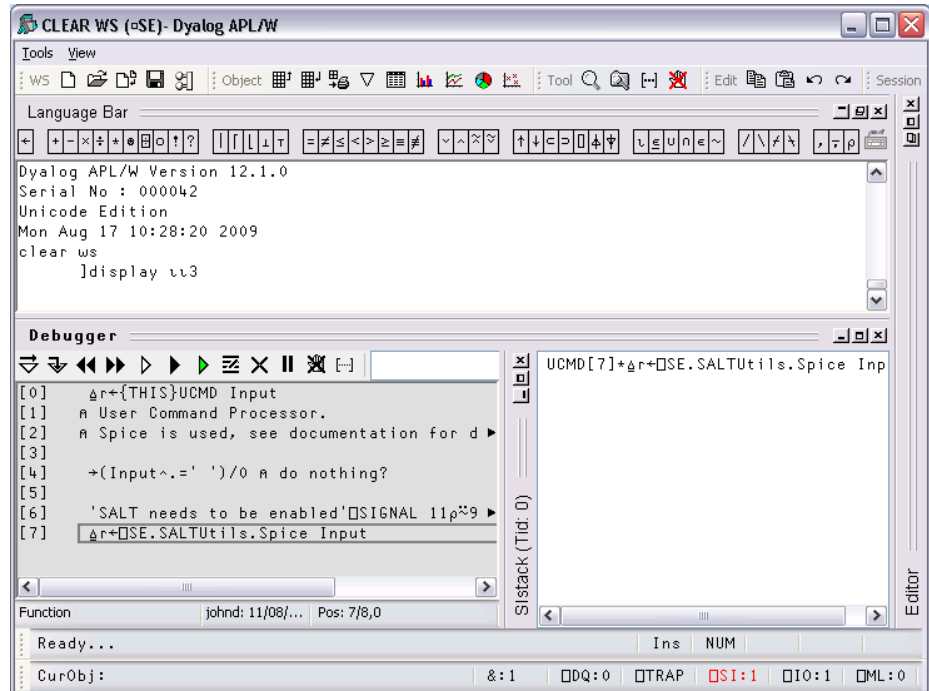 CLEAR WS (¤SE)- Dyalog APL/W
Tools View
WS Object Tool Edit Session
Language Bar
← + - × ÷ * ⍟ ⌹ ○ ! ? | ⌈ ⌊ ⊥ ⊤ = ≠ ≤ < > ≥ ≡ ≢ ∨ ∧ ⍲ ⍱ ↑ ↓ ⊂ ⊃ ⌷ ⍋ ⍒ ⍳ ⍷ ∪ ∩ ∊ ~ / \ ⌿ ⍀ , ⍪ ⍴
Dyalog APL/W Version 12.1.0
Serial No : 000042
Unicode Edition
Mon Aug 17 10:28:20 2009
clear ws
]display ⍳⍳3
Debugger
[0] ⍙r←{THIS}UCMD Input
[1] ⍝ User Command Processor.
[2] ⍝ Spice is used, see documentation for d
[3]
[4] →(Input∧.=' ')/0 ⍝ do nothing?
[5]
[6] 'SALT needs to be enabled'⎕SIGNAL 11⍴⍨9
[7] ⍙r←⎕SE.SALTUtils.Spice Input
Function johnd: 11/08/... Pos: 7/8,0
SIstack (Tid: 0)
UCMD[7]*⍙r←⎕SE.SALTUtils.Spice Inp
Editor
Ready... Ins NUM
CurObj: &:1 ⎕DQ:0 ⎕TRAP ⎕SI:1 ⎕IO:1 ⎕ML:0